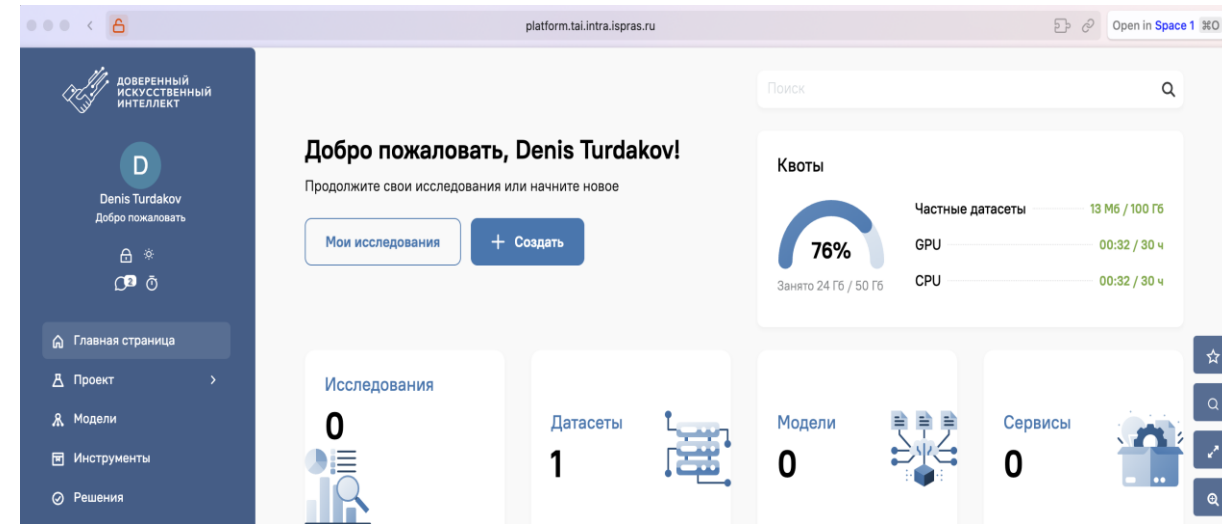 platform.tai.intra.ispras.ru
Open in Space 1 ⌘O
ДОВЕРЕННЫЙ
ИСКУССТВЕННЫЙ
ИНТЕЛЛЕКТ
D
Denis Turdakov
Добро пожаловать
2
Главная страница
Проект
Модели
Инструменты
Решения
Поиск
Добро пожаловать, Denis Turdakov!
Продолжите свои исследования или начните новое
Мои исследования
+ Создать
Квоты
76%
Занято 24 Гб / 50 Гб
Частные датасеты 13 Мб / 100 Гб
GPU 00:32 / 30 ч
CPU 00:32 / 30 ч
Исследования
0
Датасеты
1
Модели
0
Сервисы
0